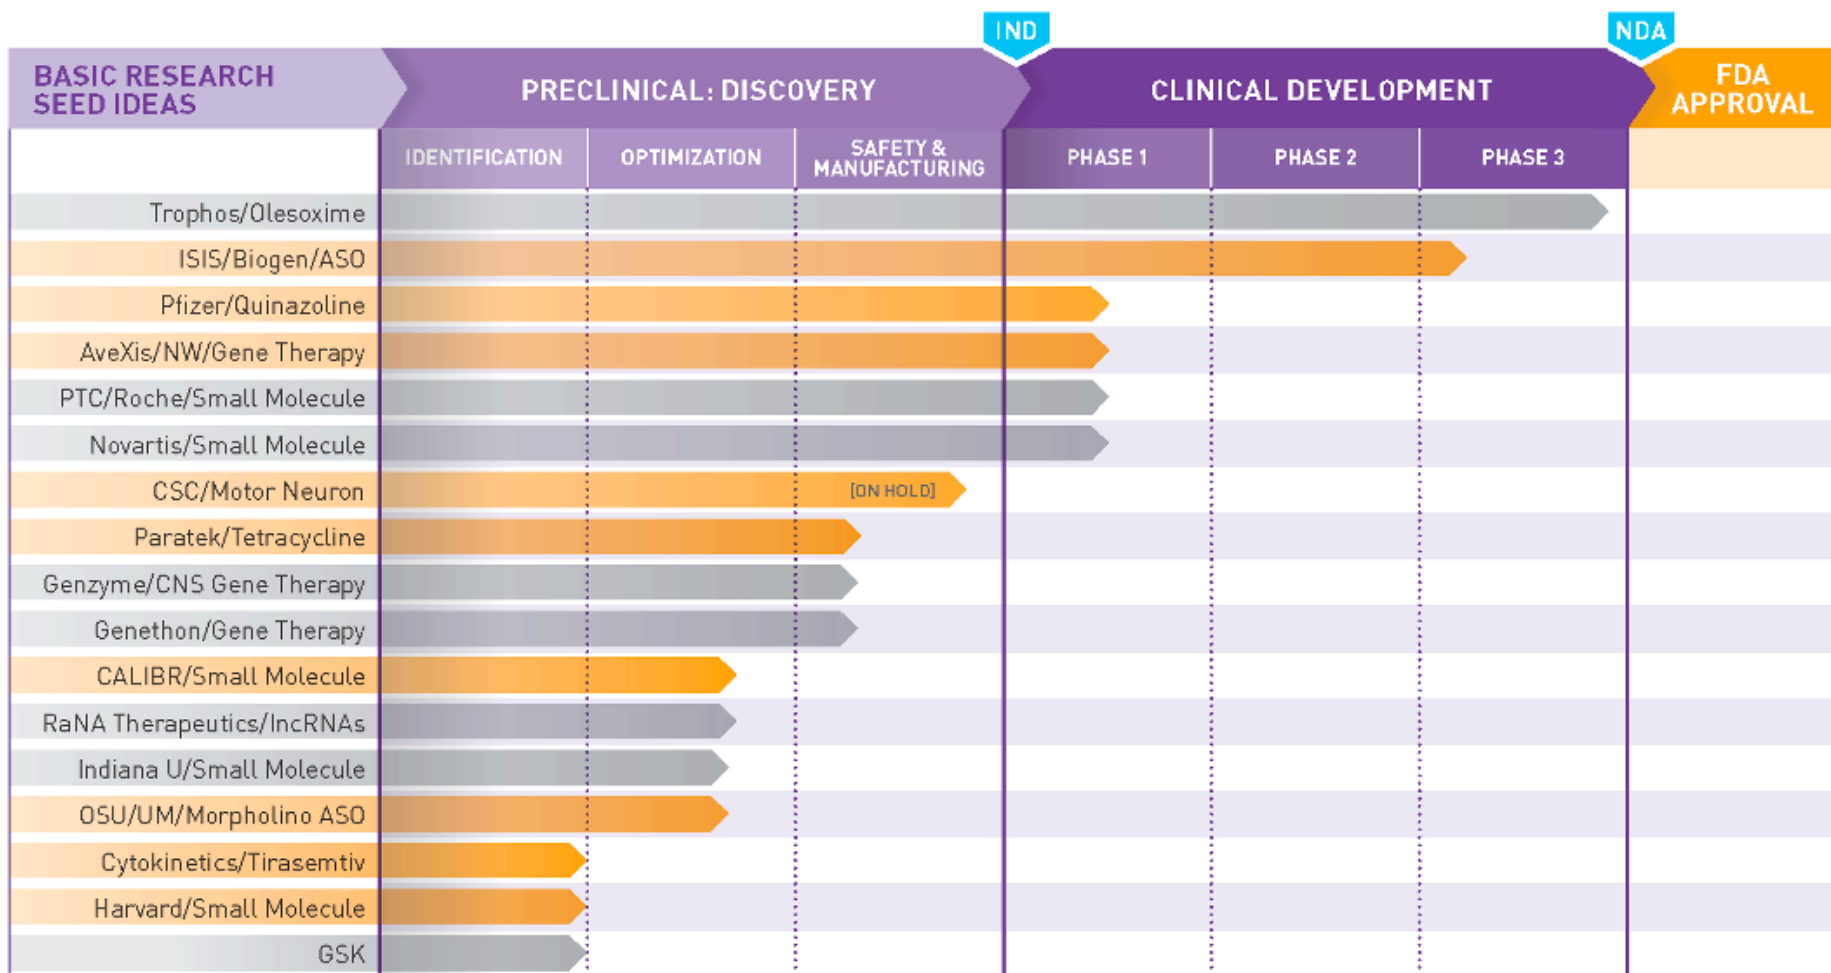 IND
NDA
BASIC RESEARCH
SEED IDEAS
PRECLINICAL: DISCOVERY
CLINICAL DEVELOPMENT
FDA
APPROVAL
IDENTIFICATION
OPTIMIZATION
SAFETY &
MANUFACTURING
PHASE 1
PHASE 2
PHASE 3
Trophos/Olesoxime
ISIS/Biogen/ASO
Pfizer/Quinazoline
AveXis/NW/Gene Therapy
PTC/Roche/Small Molecule
Novartis/Small Molecule
CSC/Motor Neuron
[ON HOLD]
Paratek/Tetracycline
Genzyme/CNS Gene Therapy
Genethon/Gene Therapy
CALIBR/Small Molecule
RaNA Therapeutics/lncRNAs
Indiana U/Small Molecule
OSU/UM/Morpholino ASO
Cytokinetics/Tirasemtiv
Harvard/Small Molecule
GSK